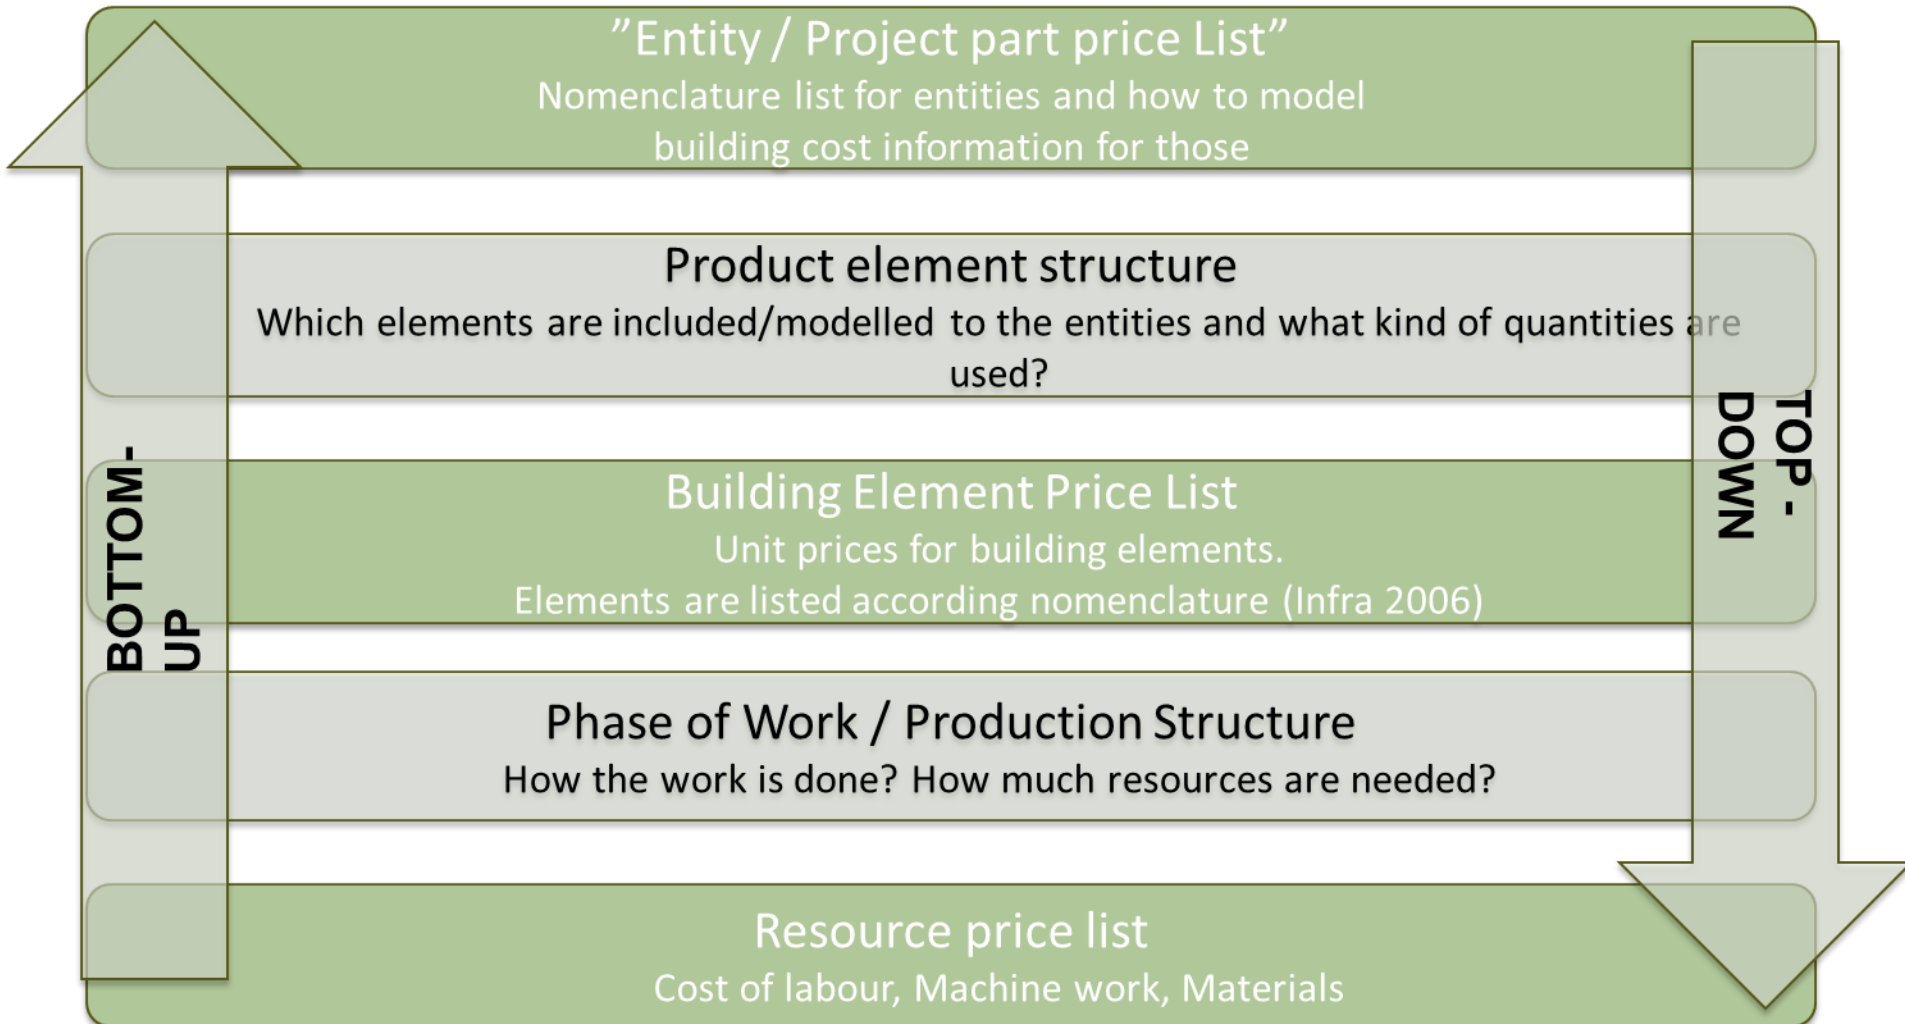 ”Entity / Project part price List”
Nomenclature list for entities and how to model
building cost information for those
Product element structure
Which elements are included/modelled to the entities and what kind of quantities are
used?
Building Element Price List
Unit prices for building elements.
Elements are listed according nomenclature (Infra 2006)
Phase of Work / Production Structure
How the work is done? How much resources are needed?
Resource price list
Cost of labour, Machine work, Materials
BOTTOM-
UP
TOP -
DOWN